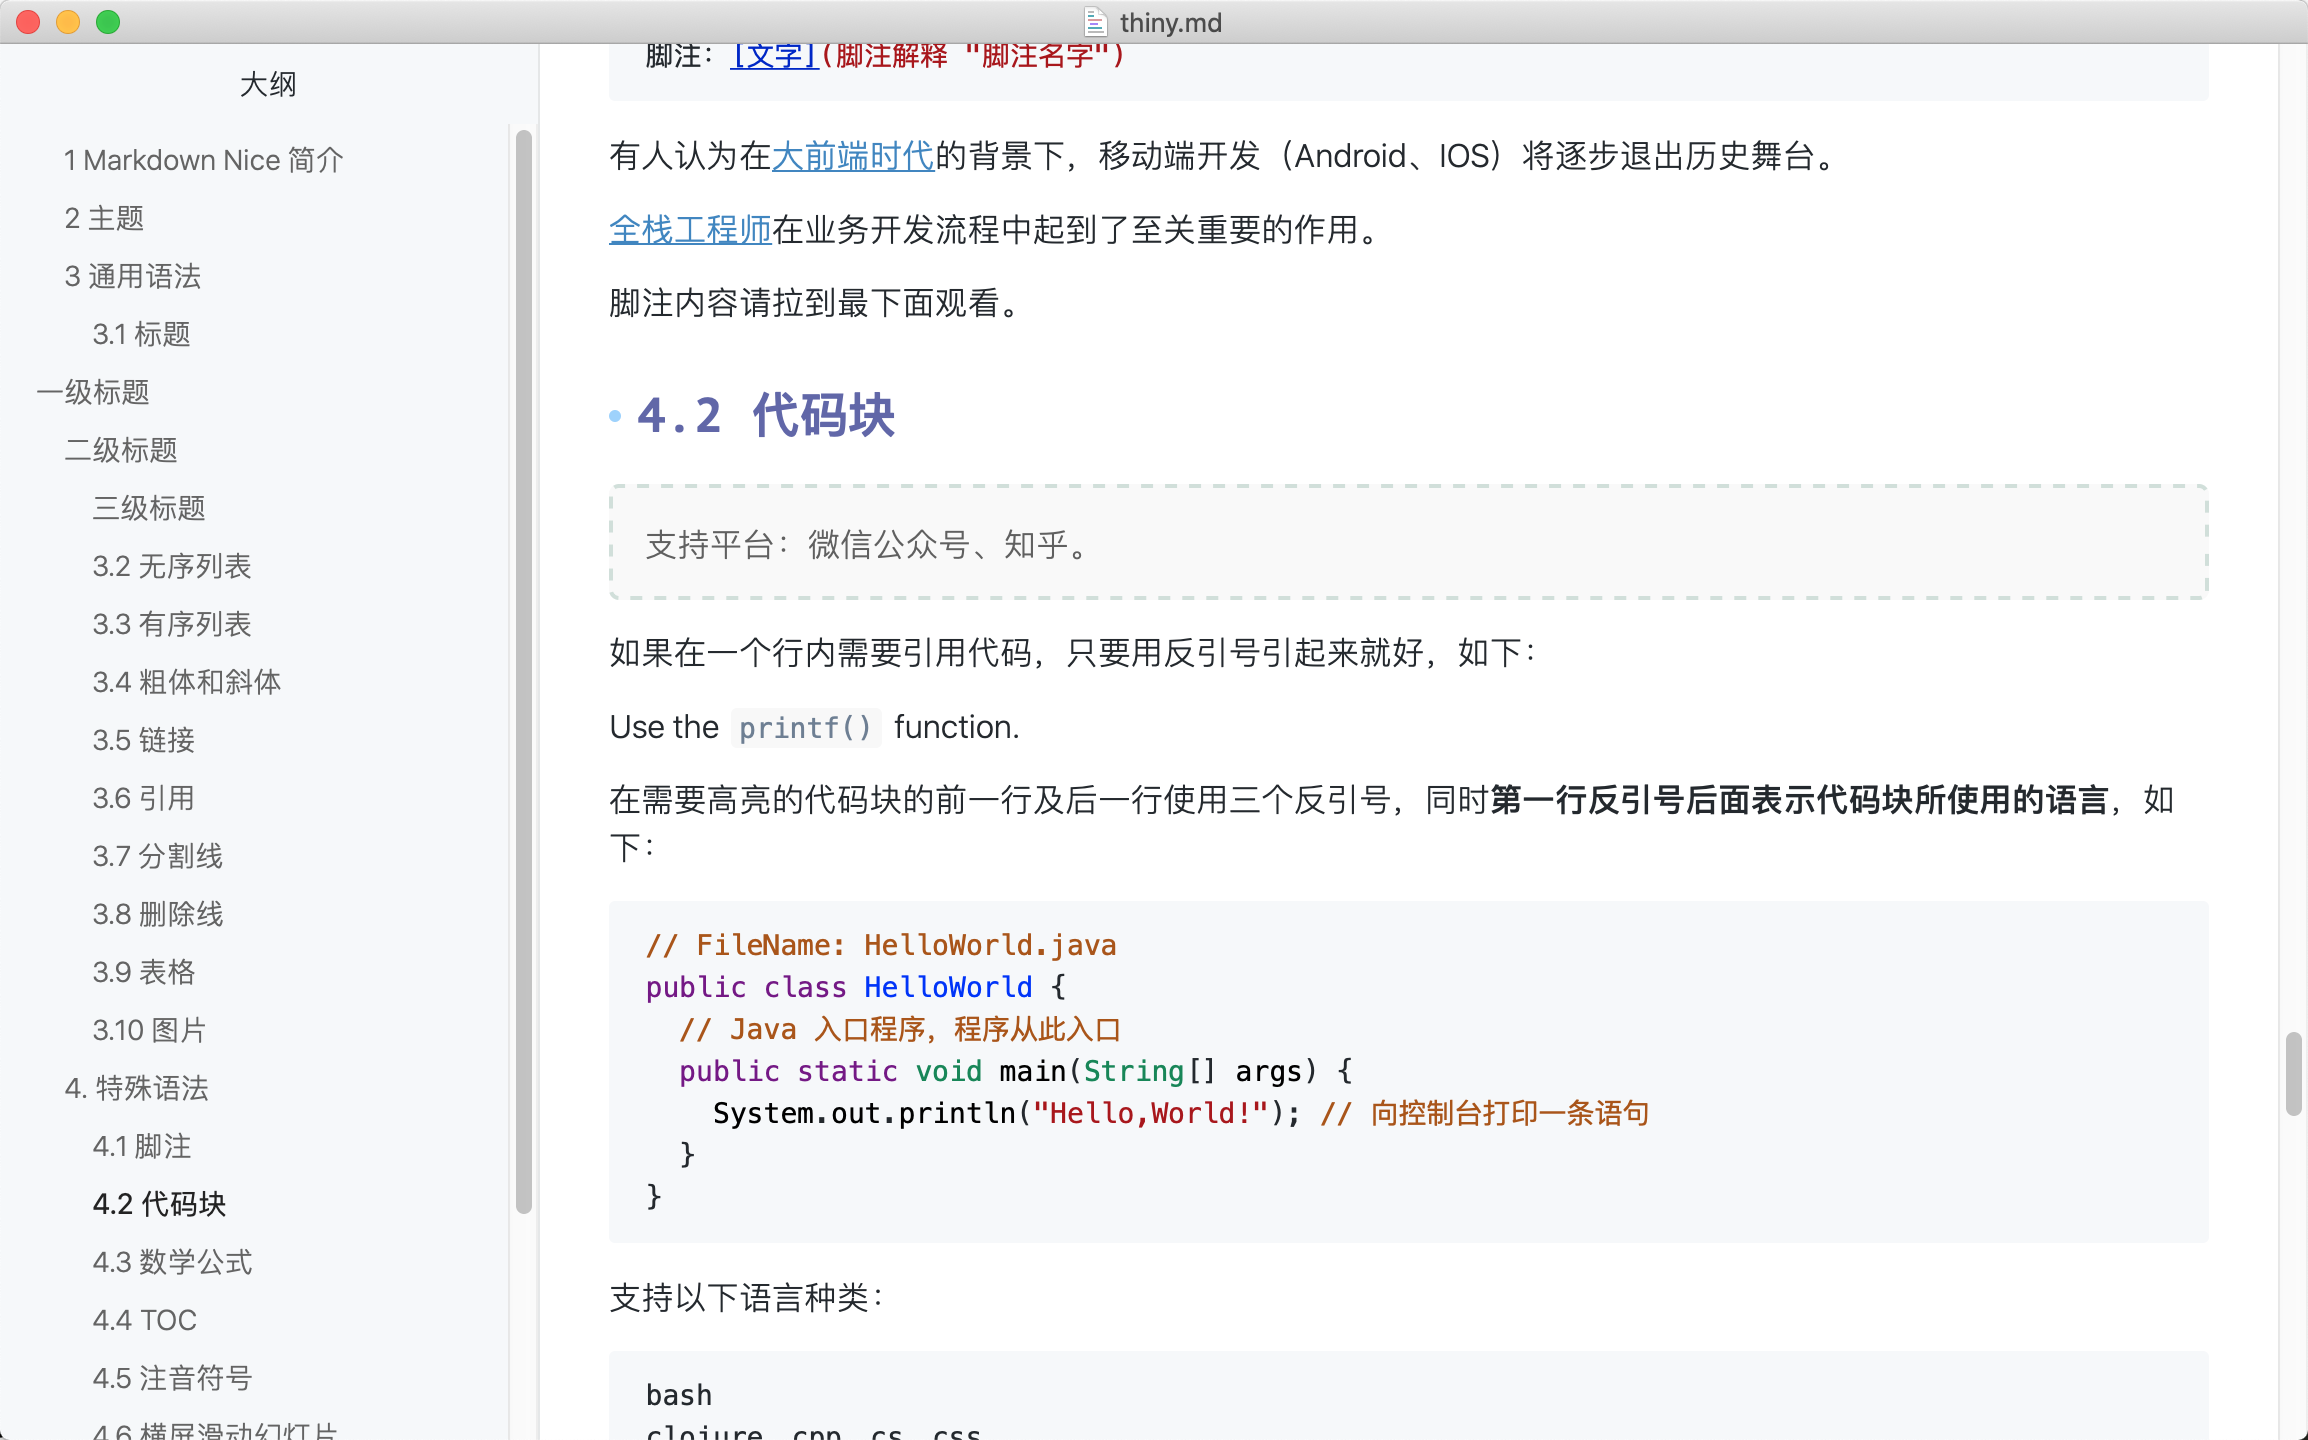 thiny.md
大纲
1 Markdown Nice 简介
2 主题
3 通用语法
3.1 标题
一级标题
二级标题
三级标题
3.2 无序列表
3.3 有序列表
3.4 粗体和斜体
3.5 链接
3.6 引用
3.7 分割线
3.8 删除线
3.9 表格
3.10 图片
4. 特殊语法
4.1 脚注
4.2 代码块
4.3 数学公式
4.4 TOC
4.5 注音符号
4.6 横屏滑动幻灯片
脚注：[文字](脚注解释 "脚注名字")
有人认为在大前端时代的背景下，移动端开发（Android、IOS）将逐步退出历史舞台。
全栈工程师在业务开发流程中起到了至关重要的作用。
脚注内容请拉到最下面观看。
4.2 代码块
支持平台：微信公众号、知乎。
如果在一个行内需要引用代码，只要用反引号引起来就好，如下：
Use the printf() function.
在需要高亮的代码块的前一行及后一行使用三个反引号，同时第一行反引号后面表示代码块所使用的语言，如
下：
// FileName: HelloWorld.java
public class HelloWorld {
  // Java 入口程序，程序从此入口
  public static void main(String[] args) {
    System.out.println("Hello,World!"); // 向控制台打印一条语句
  }
}
支持以下语言种类：
bash
clojure，cpp，cs，css